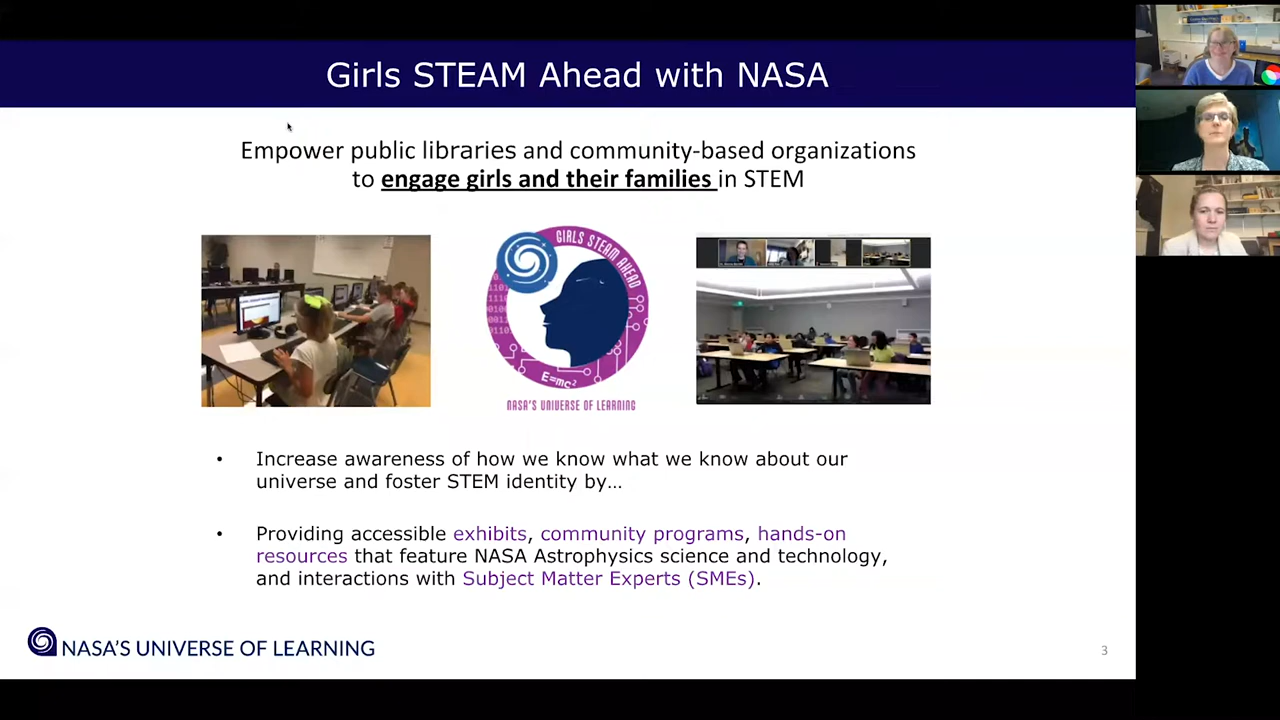 Girls STEAM Ahead with NASA
Empower public libraries and community-based organizations
to engage girls and their families in STEM
GIRLS STEAM AHEAD
E=mc²
NASA'S UNIVERSE OF LEARNING
• Increase awareness of how we know what we know about our
universe and foster STEM identity by…
• Providing accessible exhibits, community programs, hands-on
resources that feature NASA Astrophysics science and technology,
and interactions with Subject Matter Experts (SMEs).
NASA'S UNIVERSE OF LEARNING
3